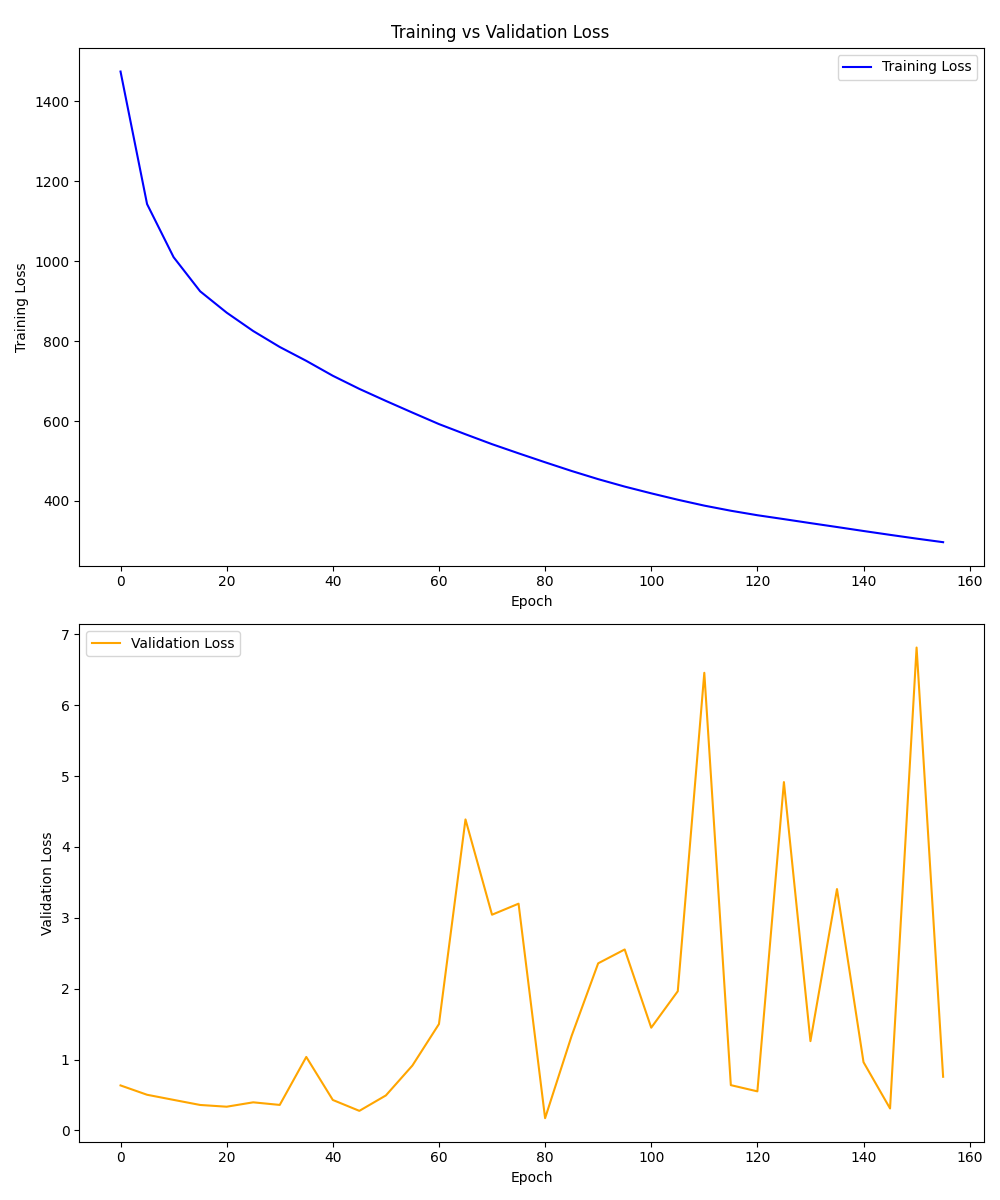 Training vs Validation Loss
Training Loss
1400
1200
1000
800
600
400
Training Loss
0 20 40 60 80 100 120 140 160
Epoch
Validation Loss
7
6
5
4
3
2
1
0
Validation Loss
0 20 40 60 80 100 120 140 160
Epoch